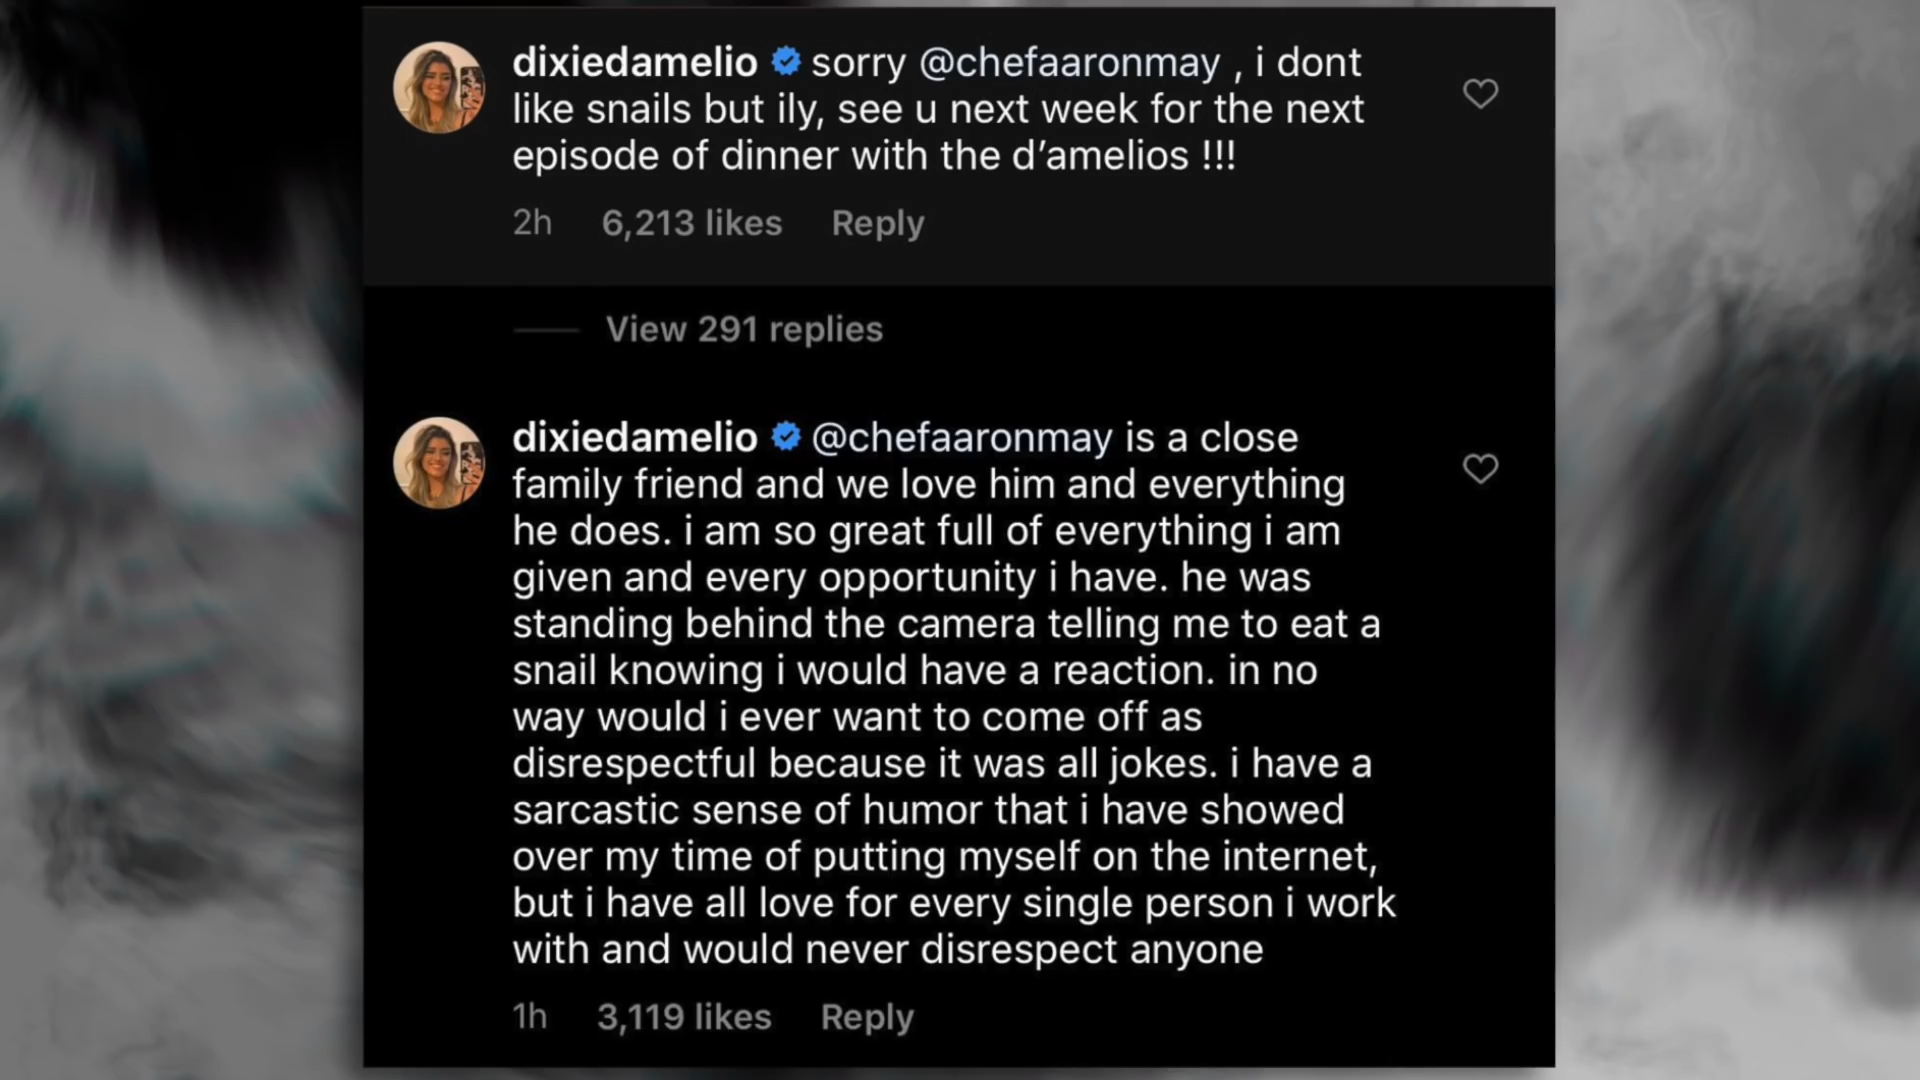 dixiedamelio sorry @chefaaronmay , i dont
like snails but ily, see u next week for the next
episode of dinner with the d’amelios !!!
2h 6,213 likes Reply
View 291 replies
dixiedamelio @chefaaronmay is a close
family friend and we love him and everything
he does. i am so great full of everything i am
given and every opportunity i have. he was
standing behind the camera telling me to eat a
snail knowing i would have a reaction. in no
way would i ever want to come off as
disrespectful because it was all jokes. i have a
sarcastic sense of humor that i have showed
over my time of putting myself on the internet,
but i have all love for every single person i work
with and would never disrespect anyone
1h 3,119 likes Reply